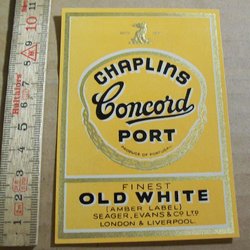 CHAPLINS
Concord
PORT
PRODUCE OF PORTUGAL
FINEST
OLD WHITE
(AMBER LABEL)
SEAGER, EVANS & Co LTD
LONDON & LIVERPOOL.